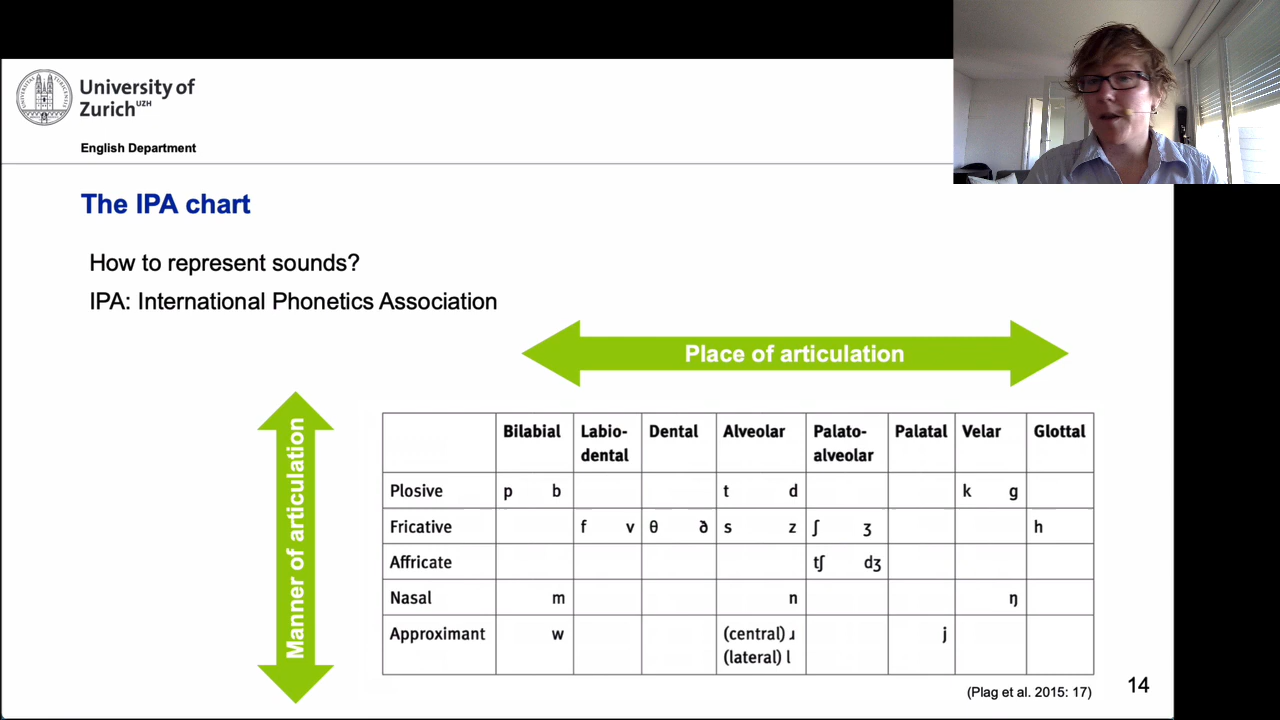 University of
Zurich UZH
English Department
The IPA chart
How to represent sounds?
IPA: International Phonetics Association
Place of articulation
Manner of articulation
Bilabial Labio-dental Dental Alveolar Palato-alveolar Palatal Velar Glottal
Plosive p b t d k g
Fricative f v θ ð s z ʃ ʒ h
Affricate tʃ dʒ
Nasal m n ŋ
Approximant w (central) ɹ j
(lateral) l
(Plag et al. 2015: 17)
14